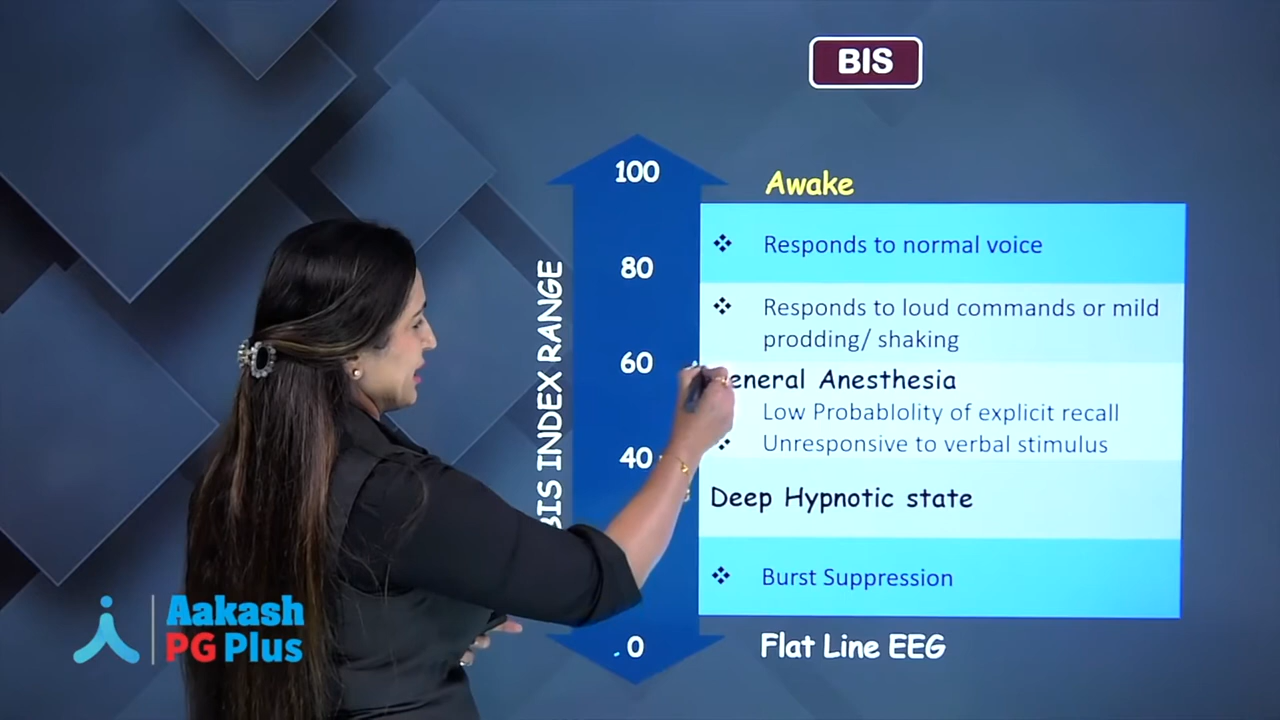 BIS
100
Awake
Responds to normal voice
80
Responds to loud commands or mild
prodding/ shaking
60
eneral Anesthesia
Low Probablolity of explicit recall
Unresponsive to verbal stimulus
40
Deep Hypnotic state
BIS INDEX RANGE
Burst Suppression
0
Flat Line EEG
Aakash
PG Plus